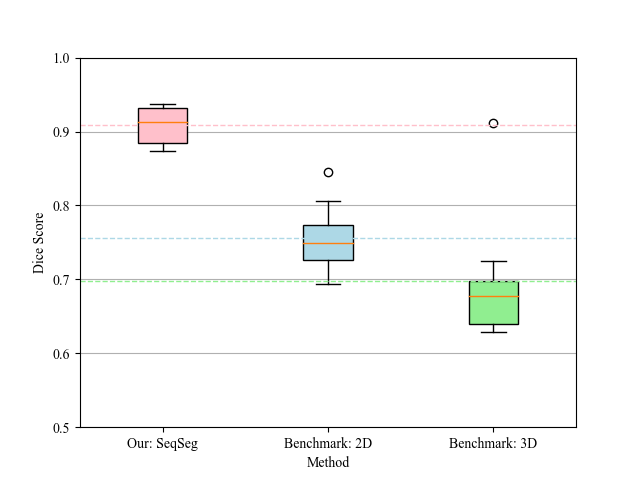 1.0
0.9
0.8
0.7
0.6
0.5
Dice Score
Our: SeqSeg
Benchmark: 2D
Benchmark: 3D
Method